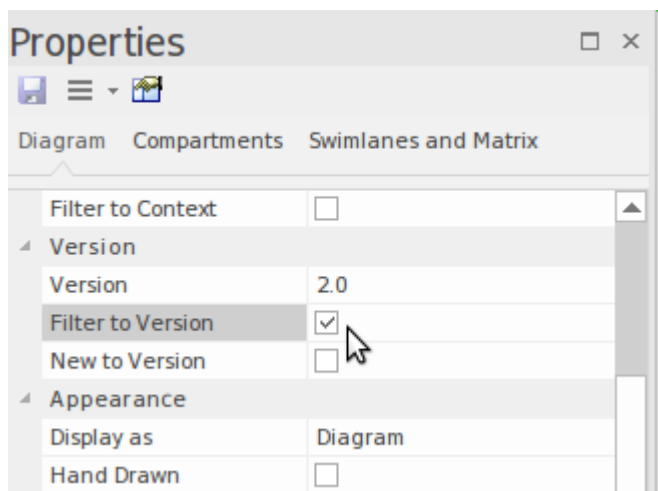 Properties
Diagram Compartments Swimlanes and Matrix
Filter to Context
Version
Version 2.0
Filter to Version
New to Version
Appearance
Display as Diagram
Hand Drawn